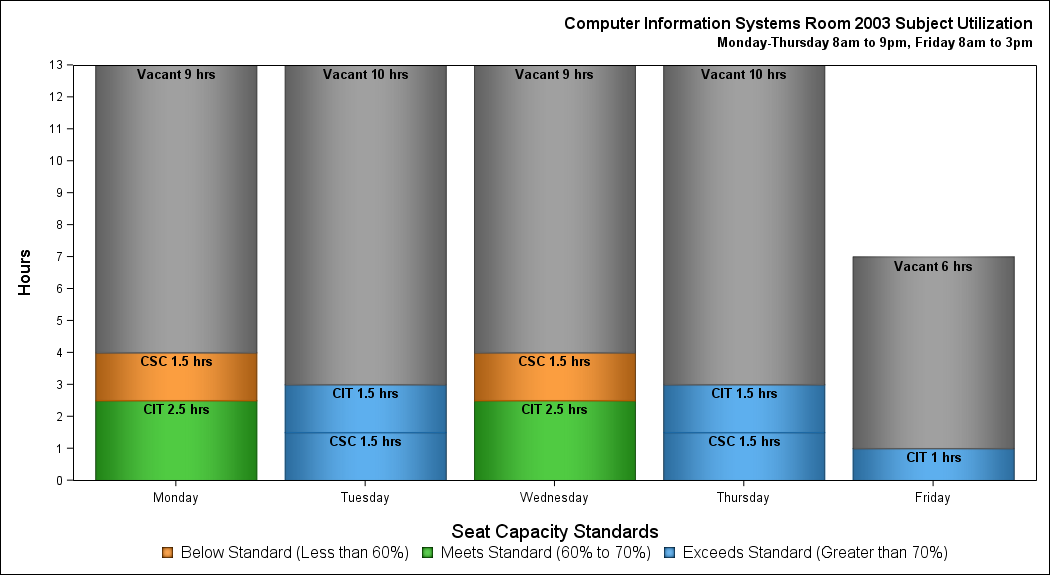 Computer Information Systems Room 2003 Subject Utilization
Monday-Thursday 8am to 9pm, Friday 8am to 3pm
Hours
13
12
11
10
9
8
7
6
5
4
3
2
1
0
Vacant 9 hrs
CSC 1.5 hrs
CIT 2.5 hrs
Vacant 10 hrs
CIT 1.5 hrs
CSC 1.5 hrs
Vacant 9 hrs
CSC 1.5 hrs
CIT 2.5 hrs
Vacant 10 hrs
CIT 1.5 hrs
CSC 1.5 hrs
Vacant 6 hrs
CIT 1 hrs
Monday Tuesday Wednesday Thursday Friday
Seat Capacity Standards
Below Standard (Less than 60%) Meets Standard (60% to 70%) Exceeds Standard (Greater than 70%)